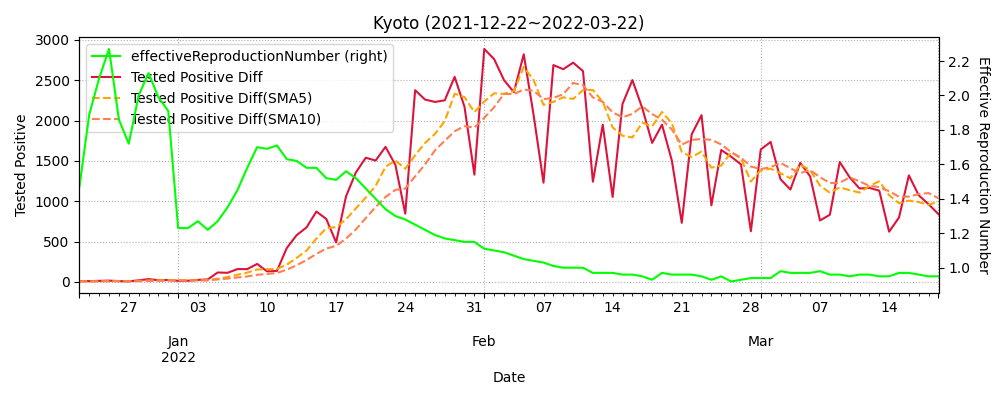 Kyoto (2021-12-22~2022-03-22)
effectiveReproductionNumber (right)
Tested Positive Diff
Tested Positive Diff(SMA5)
Tested Positive Diff(SMA10)
Tested Positive
3000
2500
2000
1500
1000
500
0
Effective Reproduction Number
2.2
2.0
1.8
1.6
1.4
1.2
1.0
27 03 10 17 24 07 14 21 28 07 14
Jan Feb Mar
2022
Date